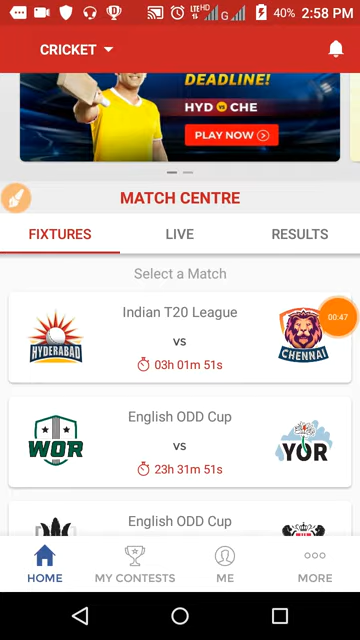 LTE HD
G
40%
2:58 PM
CRICKET
DEADLINE!
HYD VS CHE
PLAY NOW
MATCH CENTRE
FIXTURES
LIVE
RESULTS
Select a Match
Indian T20 League
HYDERABAD
vs
CHENNAI
00:47
03h 01m 51s
English ODD Cup
WOR
vs
YOR
23h 31m 51s
English ODD Cup
HOME
MY CONTESTS
ME
MORE